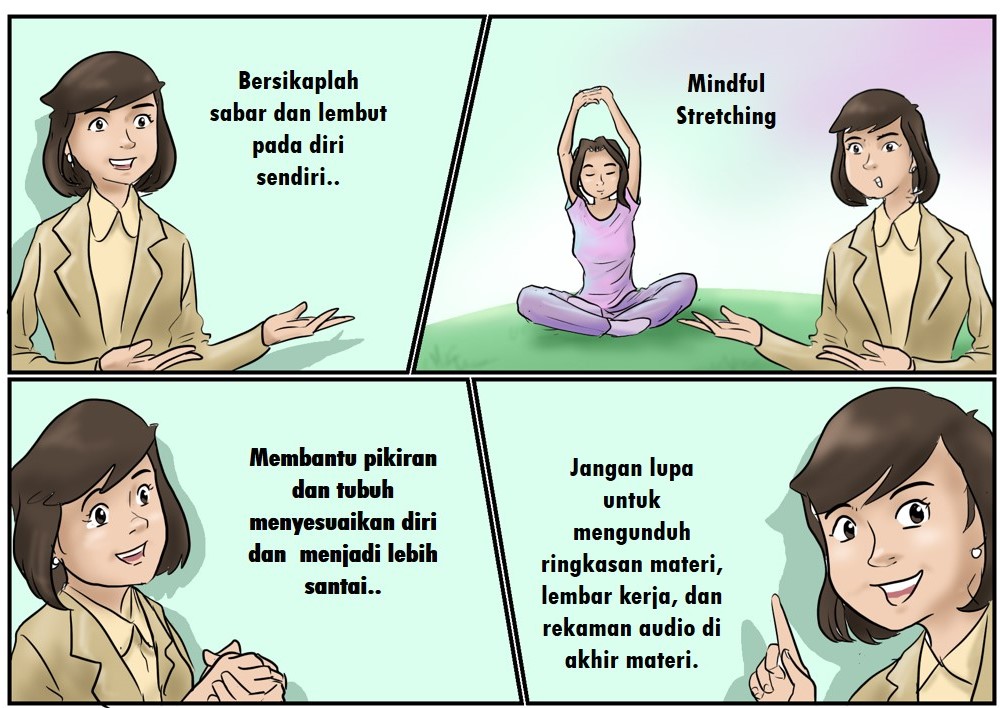 Bersikaplah
sabar dan lembut
pada diri
sendiri..
Mindful
Stretching
Membantu pikiran
dan tubuh
menyesuaikan diri
dan menjadi lebih
santai..
Jangan lupa
untuk
mengunduh
ringkasan materi,
lembar kerja, dan
rekaman audio di
akhir materi.